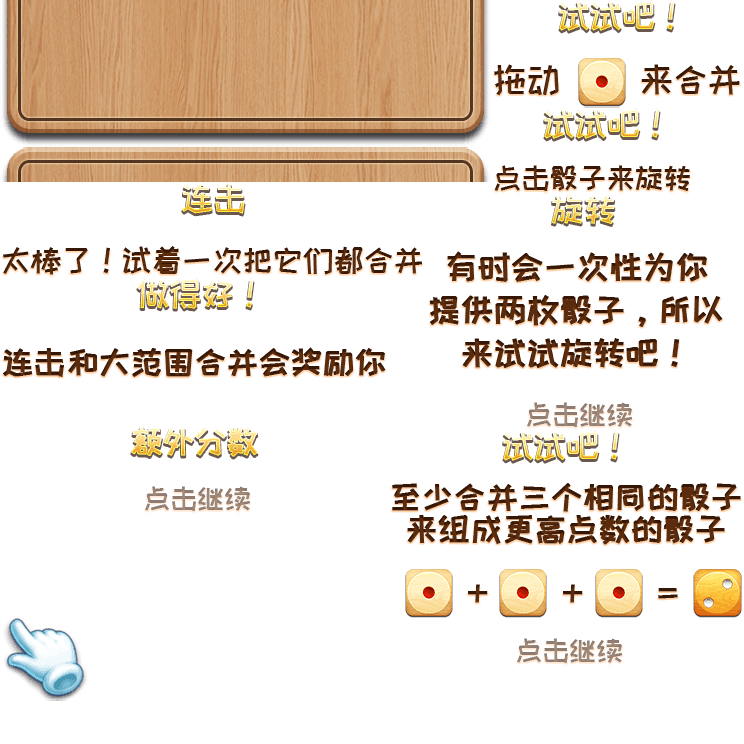 试试吧！
拖动 来合并
试试吧！
点击骰子来旋转
连击
旋转
太棒了！试着一次把它们都合并
做得好！
有时会一次性为你
提供两枚骰子，所以
来试试旋转吧！
连击和大范围合并会奖励你
点击继续
额外分数
试试吧！
点击继续
至少合并三个相同的骰子
来组成更高点数的骰子
+ + =
点击继续